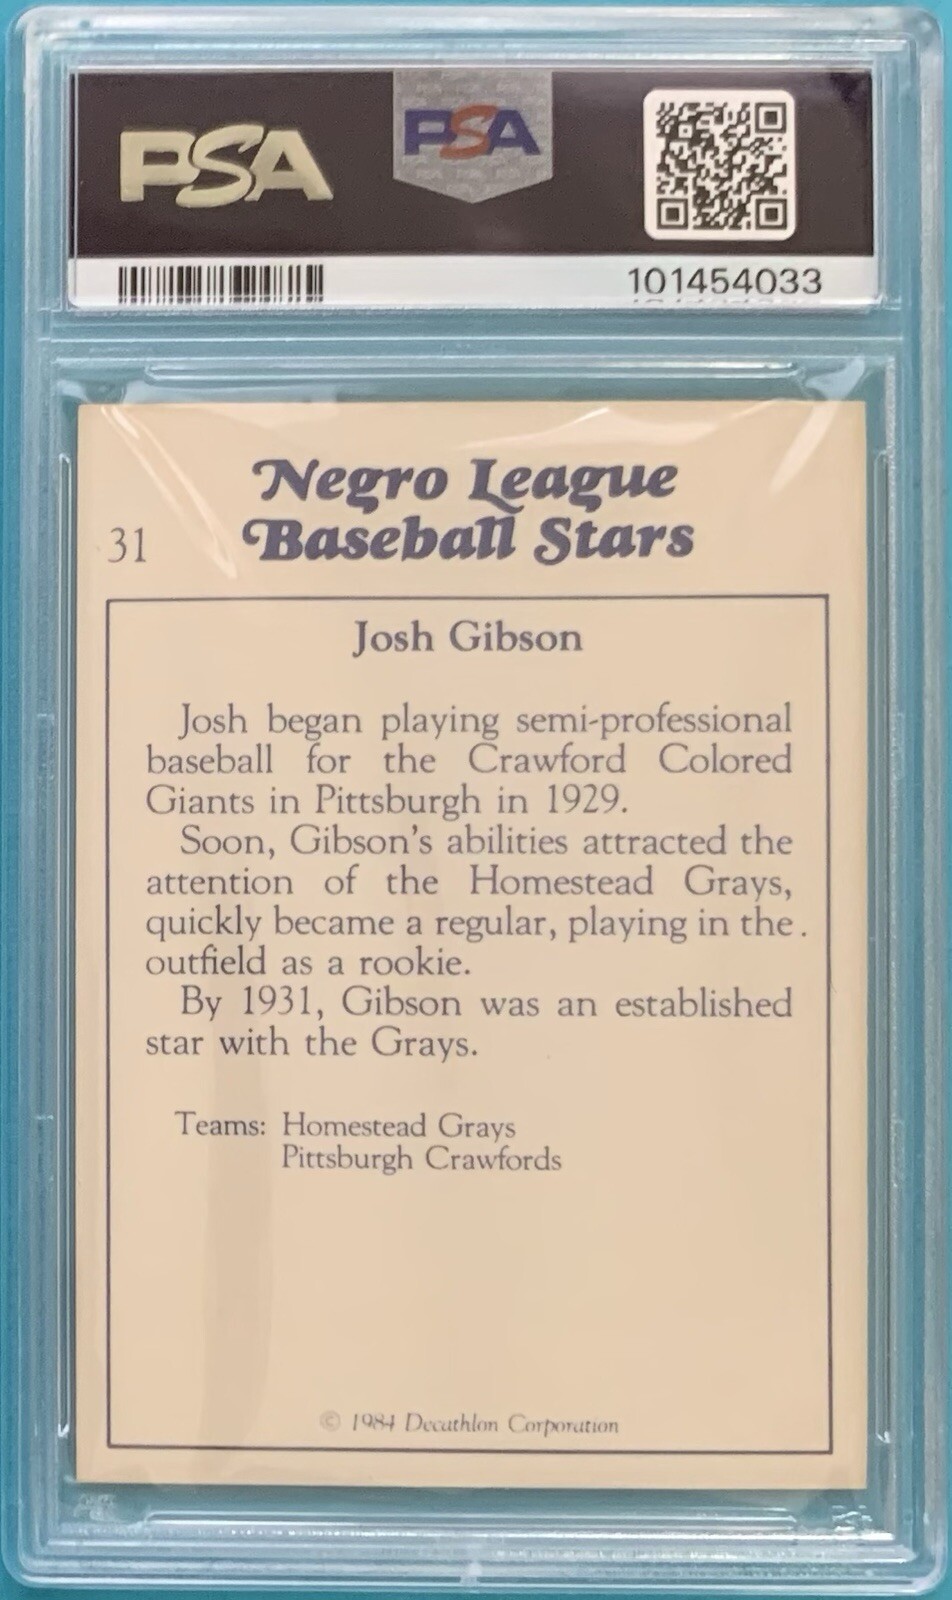 PSA
PSA
101454033
Negro League
Baseball Stars
31
Josh Gibson
Josh began playing semi-professional
baseball for the Crawford Colored
Giants in Pittsburgh in 1929.
Soon, Gibson's abilities attracted the
attention of the Homestead Grays,
quickly became a regular, playing in the.
outfield as a rookie.
By 1931, Gibson was an established
star with the Grays.
Teams: Homestead Grays
Pittsburgh Crawfords
© 1984 Decathlon Corporation